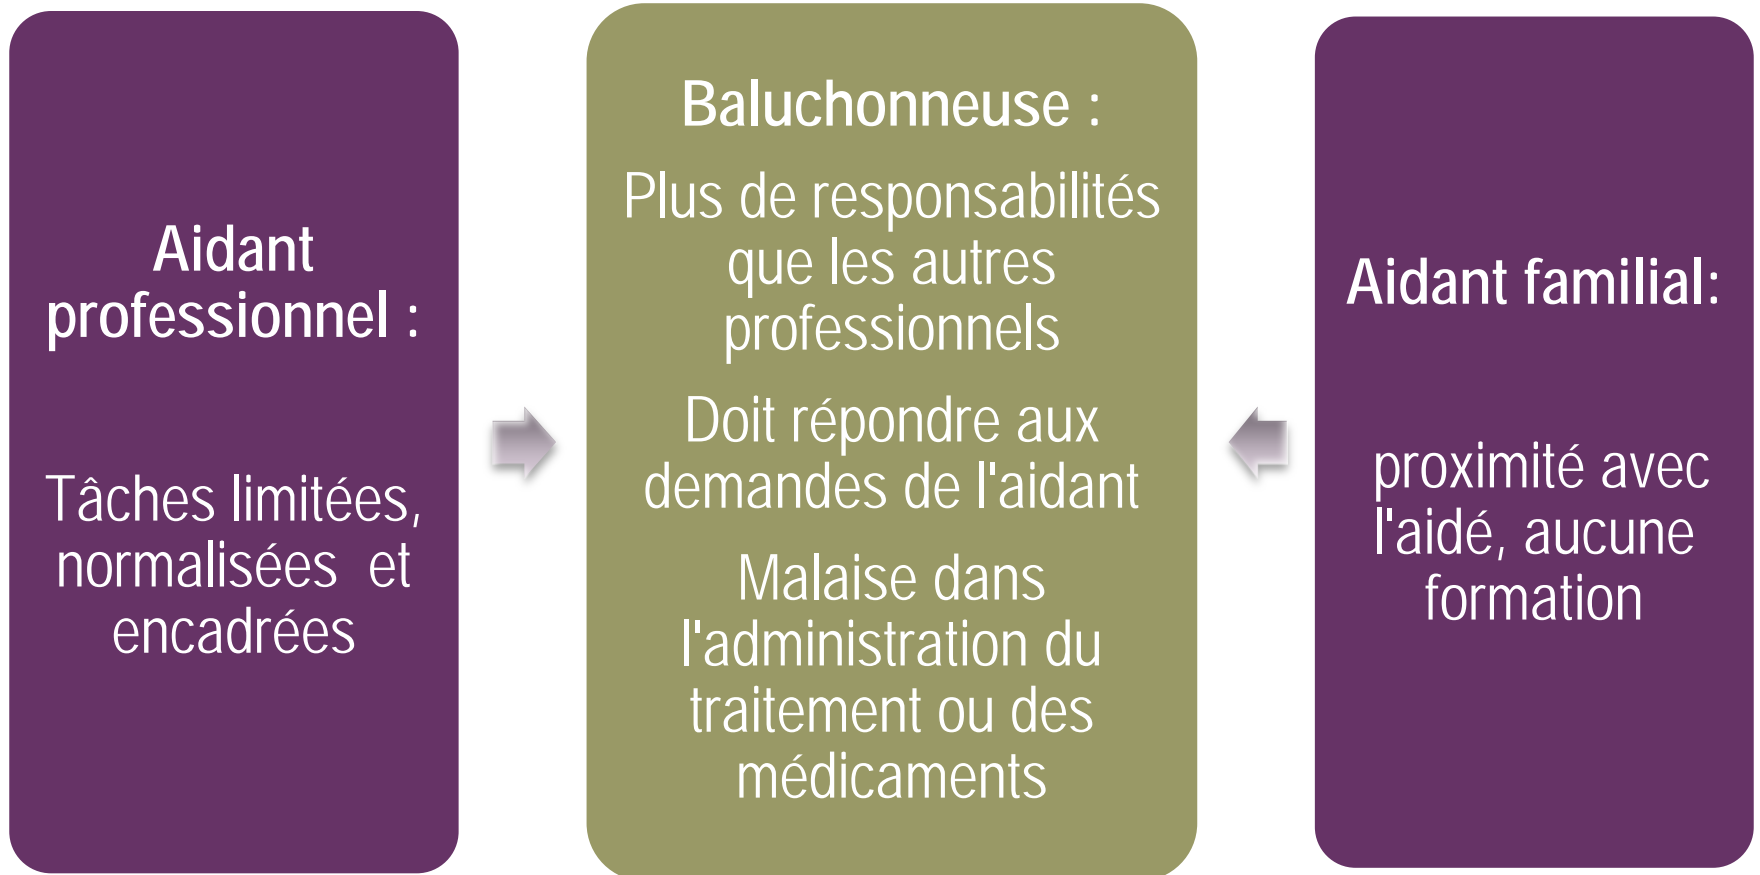 Aidant
professionnel :
Tâches limitées,
normalisées  et
encadrées
Baluchonneuse :
Plus de responsabilités
que les autres
professionnels
Doit répondre aux
demandes de l'aidant
Malaise dans
l'administration du
traitement ou des
médicaments
Aidant familial:
proximité avec
l'aidé, aucune
formation